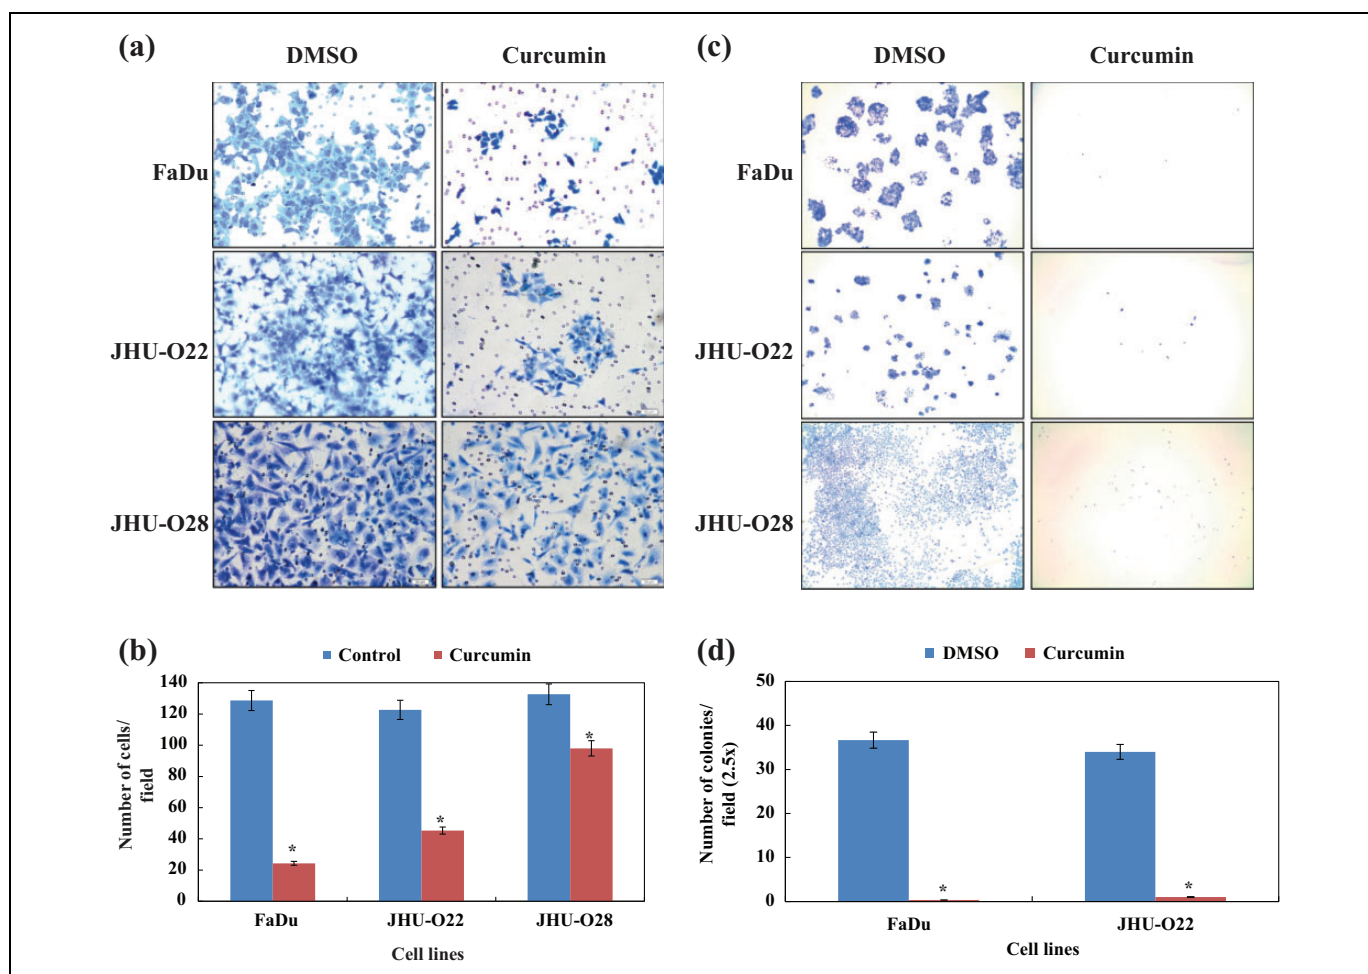 (a)
DMSO Curcumin
FaDu
JHU-O22
JHU-O28
(c)
DMSO Curcumin
FaDu
JHU-O22
JHU-O28
(b)
Control Curcumin
Number of cells/
field
140
120
100
80
60
40
20
0
* * *
FaDu JHU-O22 JHU-O28
Cell lines
(d)
DMSO Curcumin
Number of colonies/
field (2.5x)
50
40
30
20
10
0
* *
FaDu JHU-O22
Cell lines